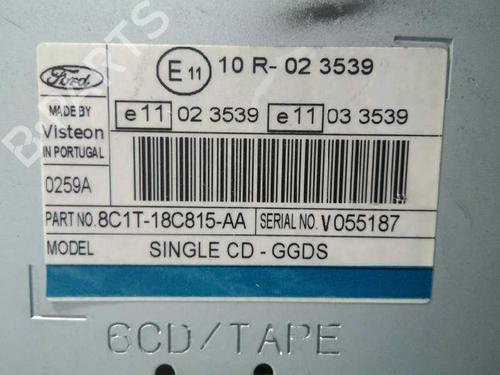 Ford
E 11 10 R- 02 3539
MADE BY
Visteon
IN PORTUGAL
e 11 02 3539 e 11 03 3539
0259A
PART NO. 8C1T-18C815-AA SERIAL NO. V 055187
MODEL SINGLE CD - GGDS
6CD/TAPE